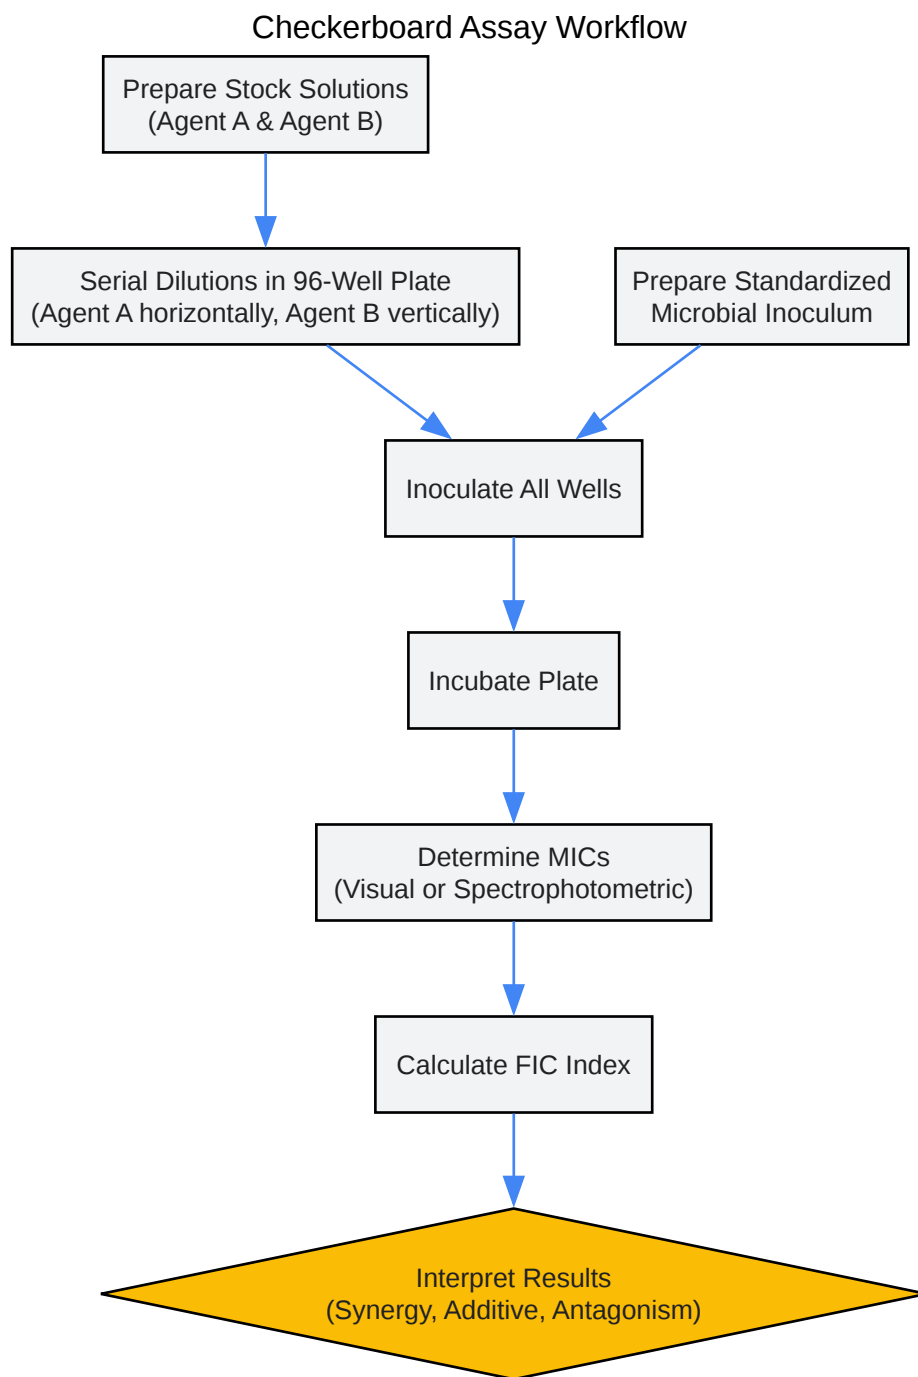 Checkerboard Assay Workflow
Prepare Stock Solutions
(Agent A & Agent B)
Serial Dilutions in 96-Well Plate
(Agent A horizontally, Agent B vertically)
Prepare Standardized
Microbial Inoculum
Inoculate All Wells
Incubate Plate
Determine MICs
(Visual or Spectrophotometric)
Calculate FIC Index
Interpret Results
(Synergy, Additive, Antagonism)